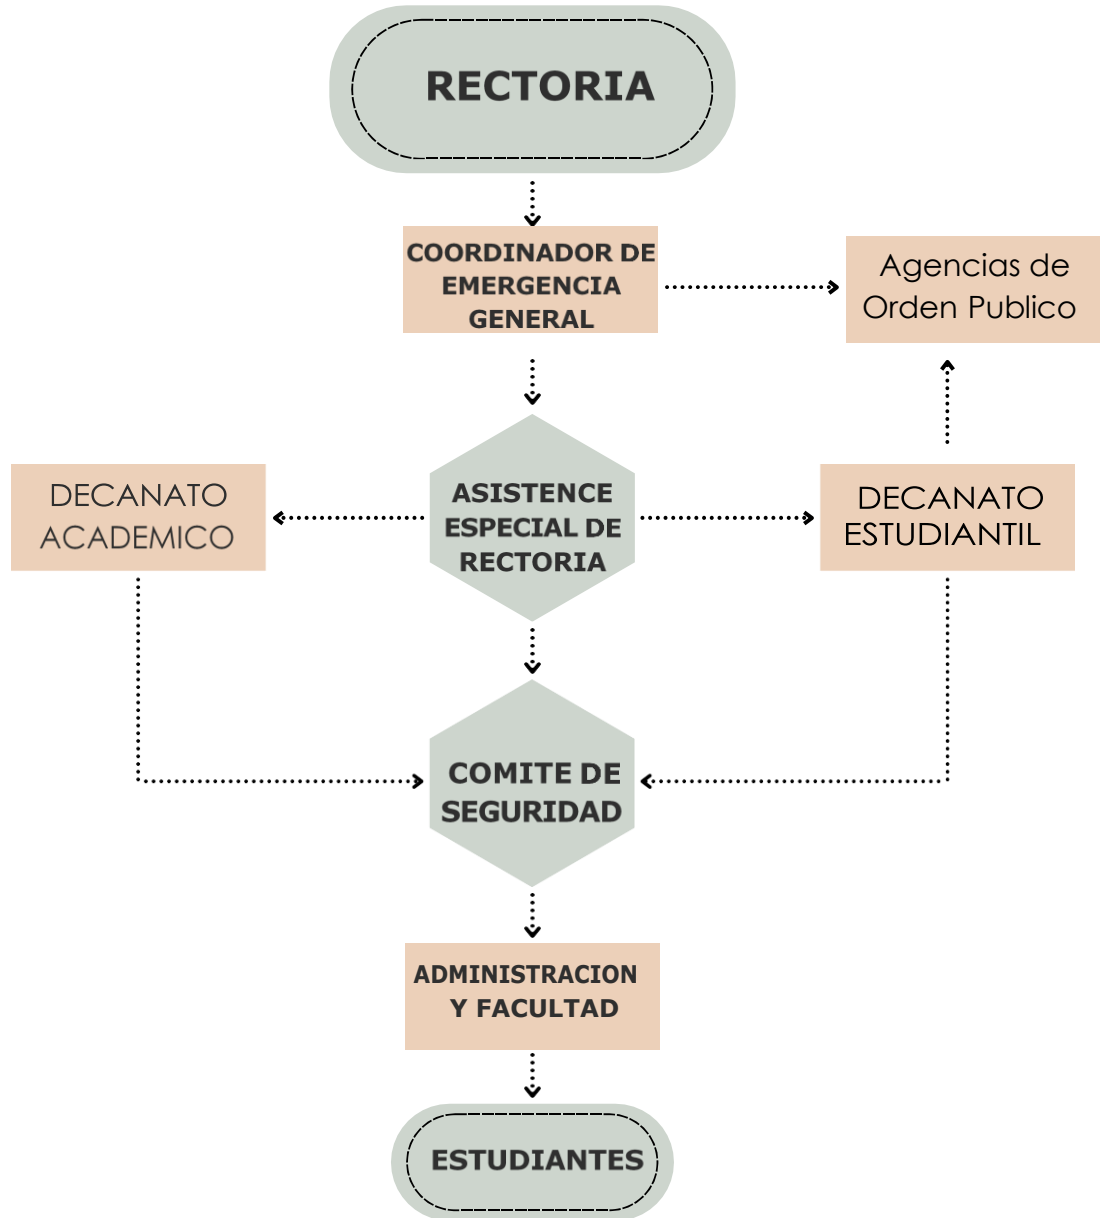 RECTORIA
COORDINADOR DE
EMERGENCIA
GENERAL
Agencias de
Orden Publico
DECANATO
ACADEMICO
ASISTENCE
ESPECIAL DE
RECTORIA
DECANATO
ESTUDIANTIL
COMITE DE
SEGURIDAD
ADMINISTRACION
Y FACULTAD
ESTUDIANTES